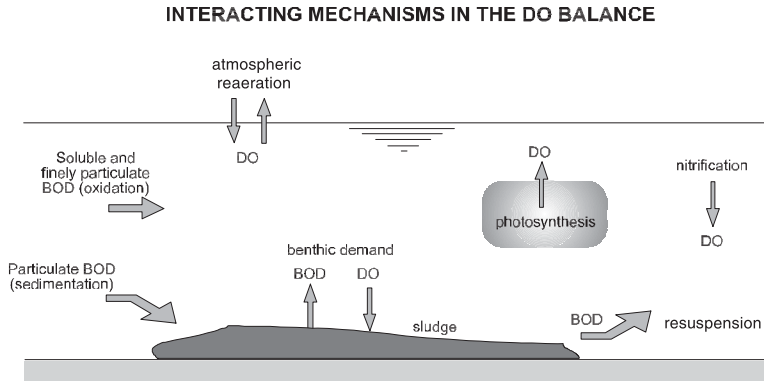 INTERACTING MECHANISMS IN THE DO BALANCE
atmospheric
reaeration
DO
Soluble and
finely particulate
BOD (oxidation)
DO
photosynthesis
nitrification
DO
benthic demand
BOD DO
Particulate BOD
(sedimentation)
sludge
BOD
resuspension